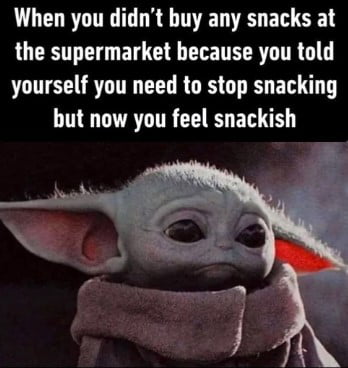 When you didn't buy any snacks at
the supermarket because you told
yourself you need to stop snacking
but now you feel snackish